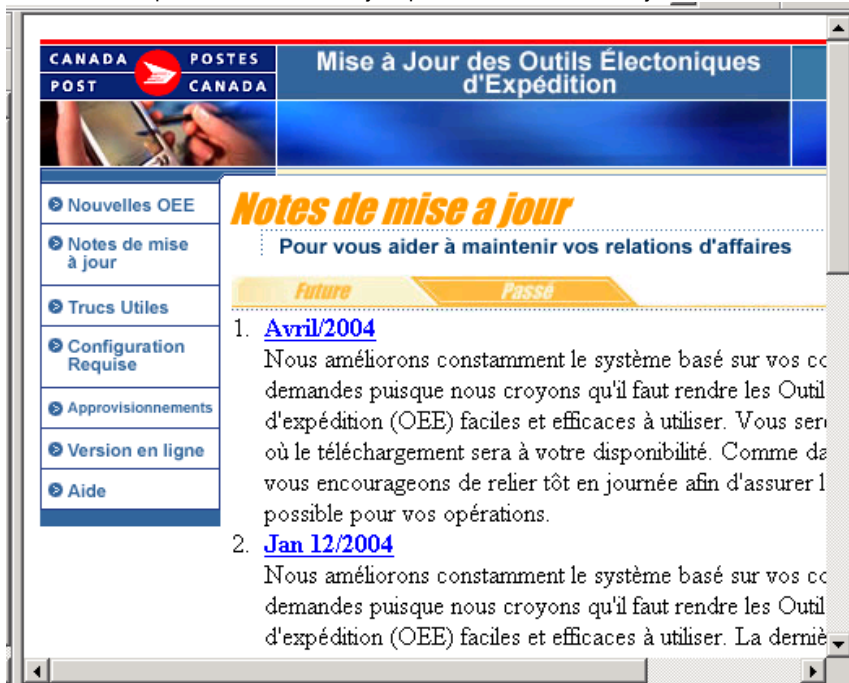 CANADA POSTES
POST CANADA
Mise à Jour des Outils Électoniques
d'Expédition
Nouvelles OEE
Notes de mise
à jour
Trucs Utiles
Configuration
Requise
Approvisionnements
Version en ligne
Aide
Notes de mise a jour
Pour vous aider à maintenir vos relations d'affaires
Future Passé
1. Avril/2004
Nous améliorons constamment le système basé sur vos
demandes puisque nous croyons qu'il faut rendre les Outil
d'expédition (OEE) faciles et efficaces à utiliser. Vous
où le téléchargement sera à votre disponibilité. Comme
vous encourageons de relier tôt en journée afin d'assurer
possible pour vos opérations.
2. Jan 12/2004
Nous améliorons constamment le système basé sur vos
demandes puisque nous croyons qu'il faut rendre les Outil
d'expédition (OEE) faciles et efficaces à utiliser. La